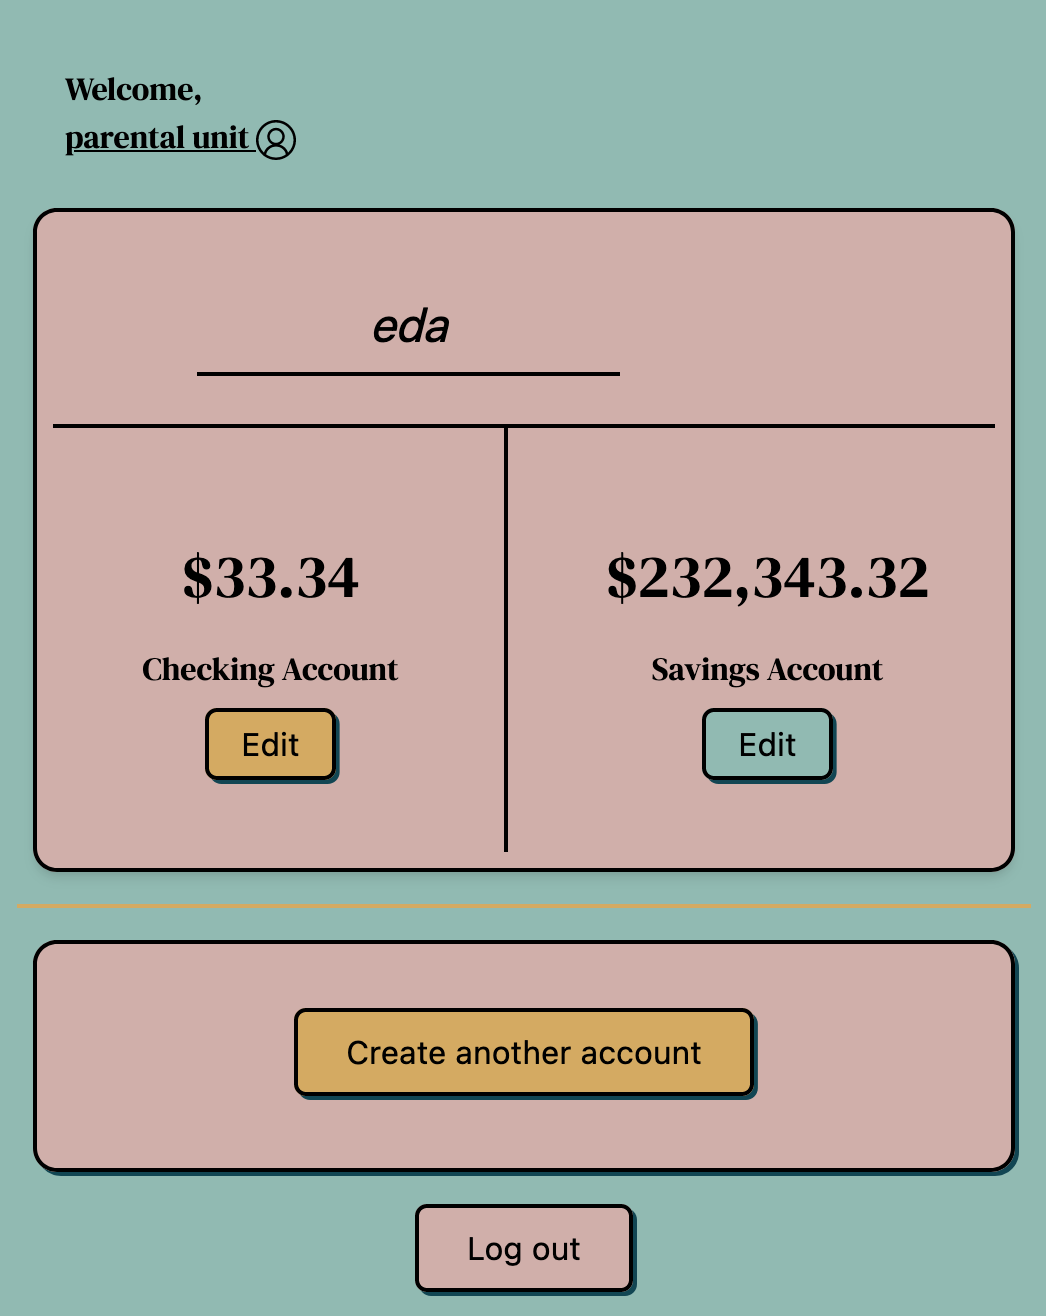 Welcome,
parental unit
eda
$33.34
Checking Account
Edit
$232,343.32
Savings Account
Edit
Create another account
Log out